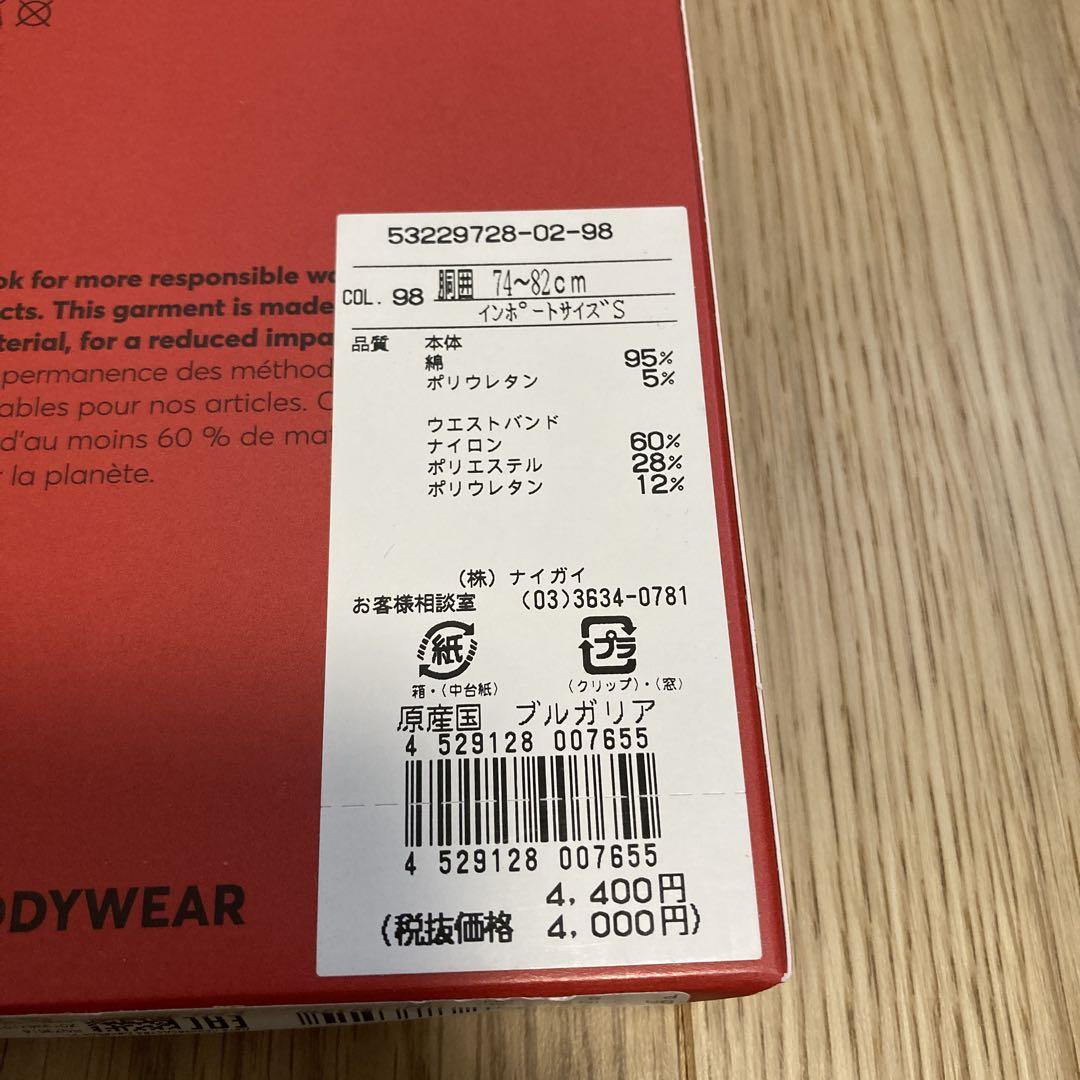 ok for more responsible
cts. This garment is made
terial, for a reduced
permanence des
ables pour nos articles.
d'au moins 60 % de
la planète.
ODYWEAR
53229728-02-98
COL. 98 胴囲 74~82cm
インポートサイズS
品質 本体
綿 95%
ポリウレタン 5%
ウエストバンド
ナイロン 60%
ポリエステル 28%
ポリウレタン 12%
(株) ナイガイ
お客様相談室 (03)3634-0781
紙 プラ
箱・(中台紙) (クリップ)・(窓)
原産国 ブルガリア
4 529128 007655
4 529128 007655
4,400円
(税抜価格 4,000円)
EAC